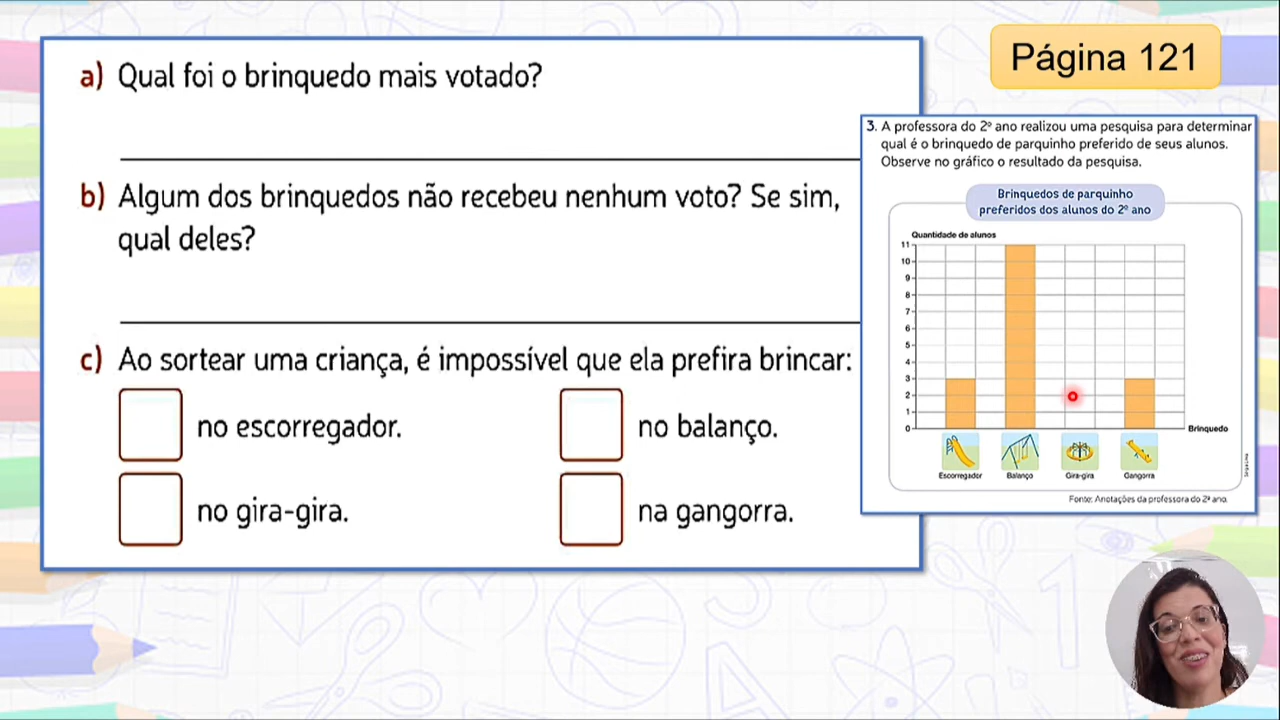 Página 121
a) Qual foi o brinquedo mais votado?
b) Algum dos brinquedos não recebeu nenhum voto? Se sim,
qual deles?
c) Ao sortear uma criança, é impossível que ela prefira brincar:
no escorregador.
no balanço.
no gira-gira.
na gangorra.
3. A professora do 2º ano realizou uma pesquisa para determinar
qual é o brinquedo de parquinho preferido de seus alunos.
Observe no gráfico o resultado da pesquisa.
Brinquedos de parquinho
preferidos dos alunos do 2º ano
Quantidade de alunos
11
10
9
8
7
6
5
4
3
2
1
0
Brinquedo
Escorregador
Balanço
Gira-gira
Gangorra
Fonte: Anotações da professora do 2º ano.